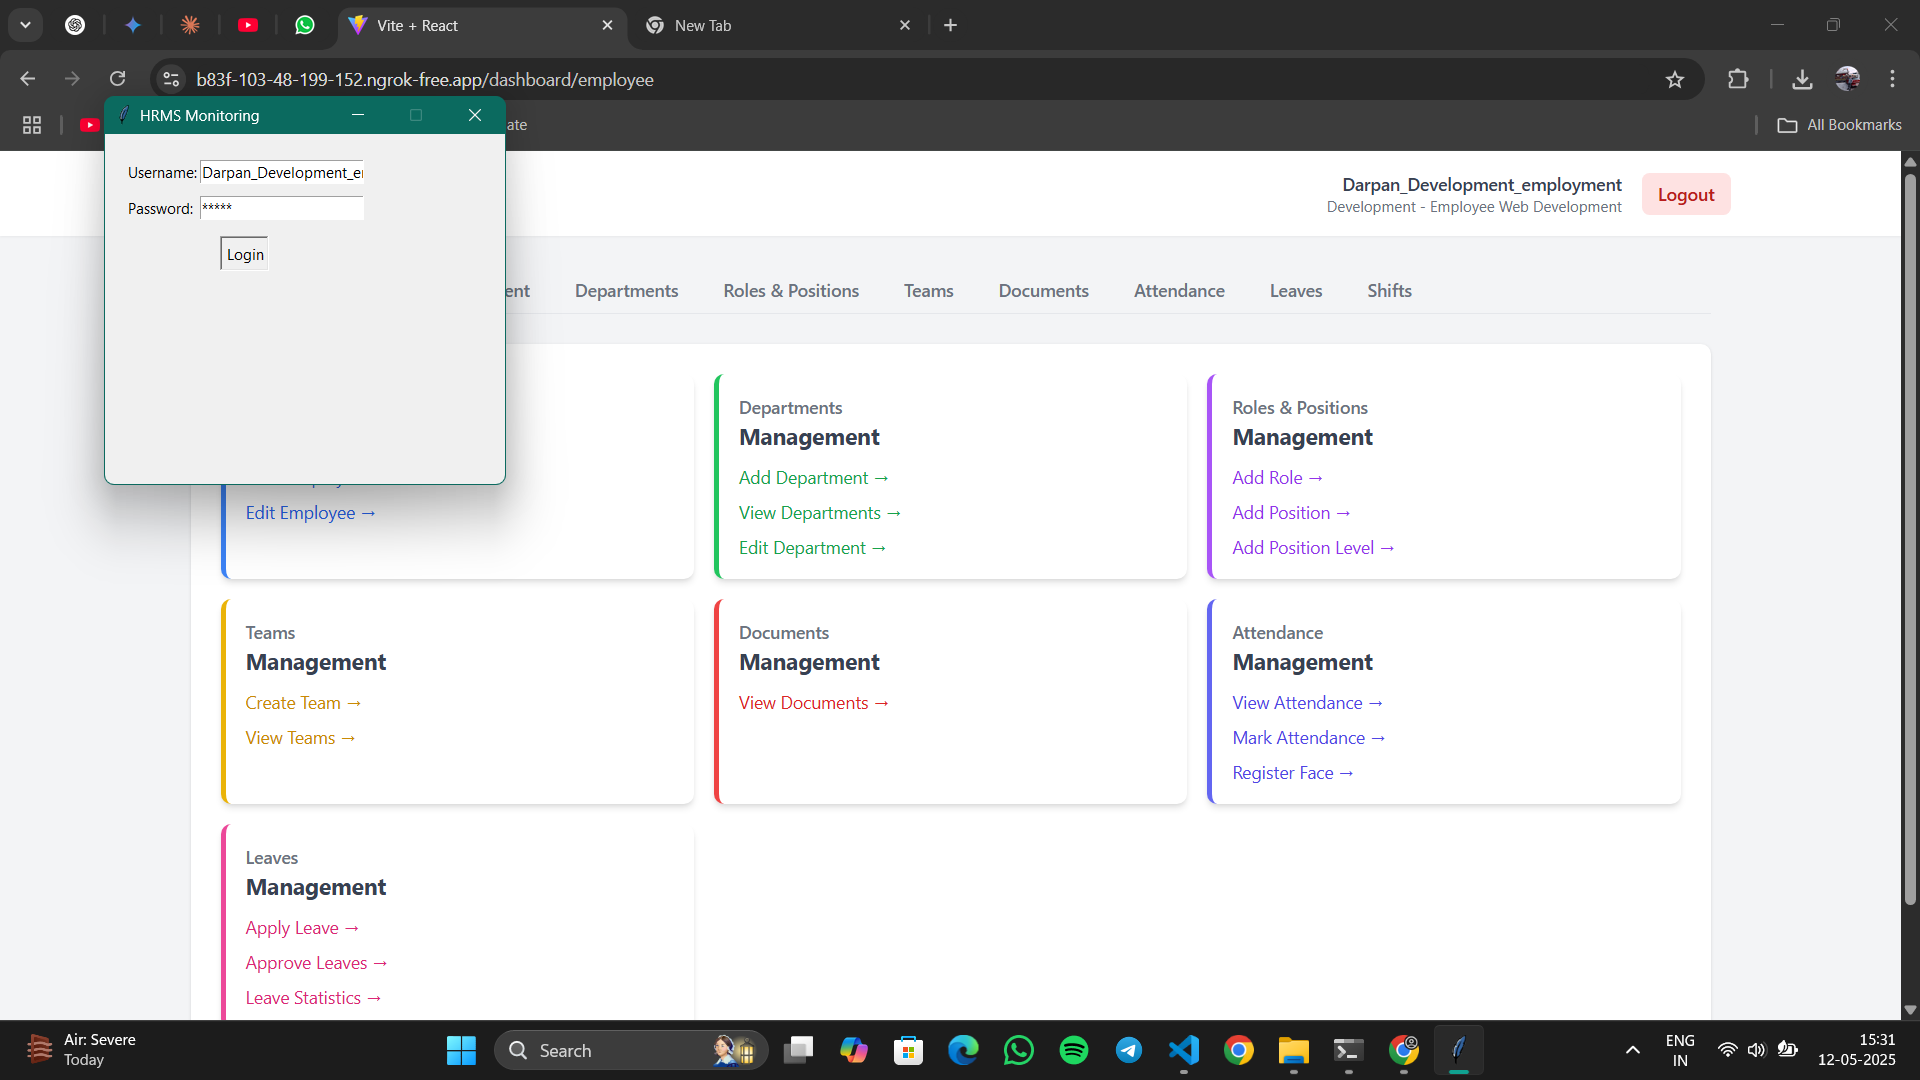 Vite + React
New Tab
b83f-103-48-199-152.ngrok-free.app/dashboard/employee
All Bookmarks
HRMS Monitoring
Username: Darpan_Development_e
Password: *****
Login
Darpan_Development_employment
Development - Employee Web Development
Logout
Departments
Roles & Positions
Teams
Documents
Attendance
Leaves
Shifts
Edit Employee →
Departments
Management
Add Department →
View Departments →
Edit Department →
Roles & Positions
Management
Add Role →
Add Position →
Add Position Level →
Teams
Management
Create Team →
View Teams →
Documents
Management
View Documents →
Attendance
Management
View Attendance →
Mark Attendance →
Register Face →
Leaves
Management
Apply Leave →
Approve Leaves →
Leave Statistics →
Air: Severe
Today
Search
ENG
IN
15:31
12-05-2025